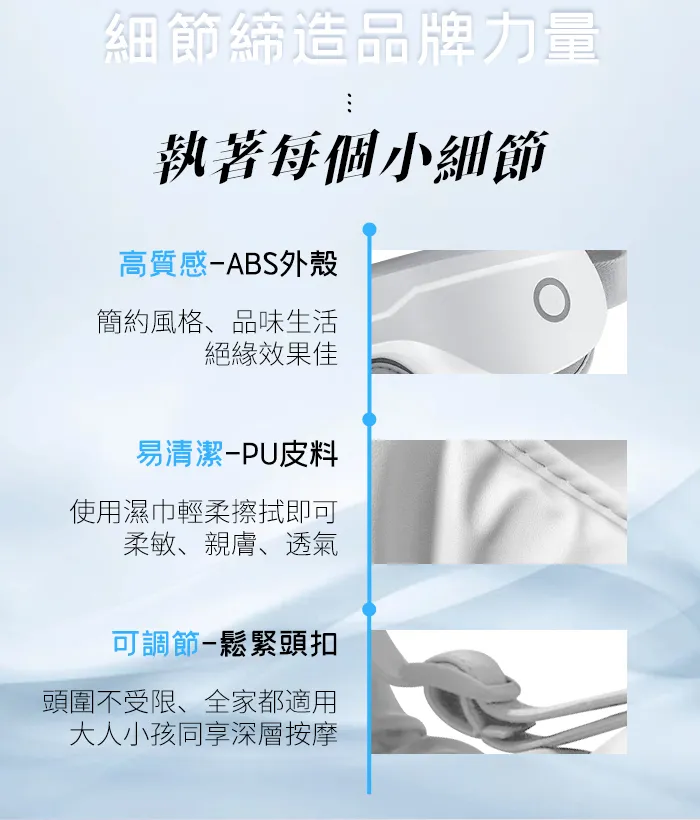 細節締造品牌力量
執著每個小細節
高質感-ABS外殼
簡約風格、品味生活
絕緣效果佳
易清潔-PU皮料
使用濕巾輕柔擦拭即可
柔敏、親膚、透氣
可調節-鬆緊頭扣
頭圍不受限、全家都適用
大人小孩同享深層按摩